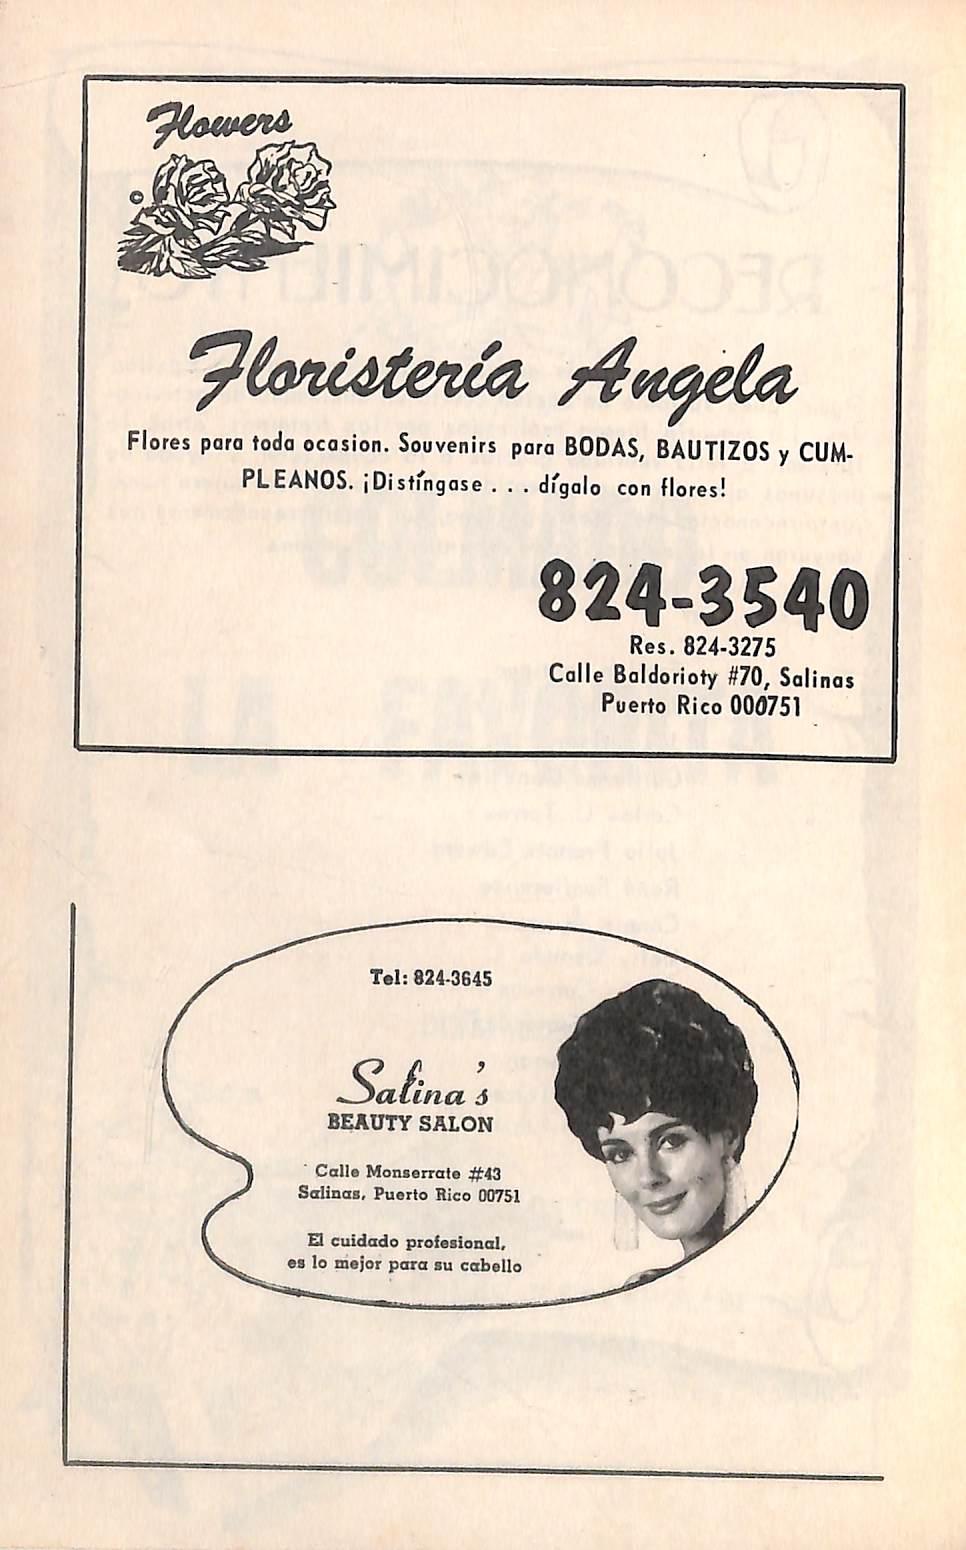 Flowers
©
Floristería Angela
Flores para toda ocasion. Souvenirs para BODAS, BAUTIZOS y CUM-
PLEANOS. ¡Distíngase . . . dígalo con flores!
824-3540
Res. 824-3275
Calle Baldorioty #70, Salinas
Puerto Rico 000751
Tel: 824-3645
Salina's
BEAUTY SALON
Calle Monserrate #43
Salinas, Puerto Rico 00751
El cuidado profesional,
es lo mejor para su cabello